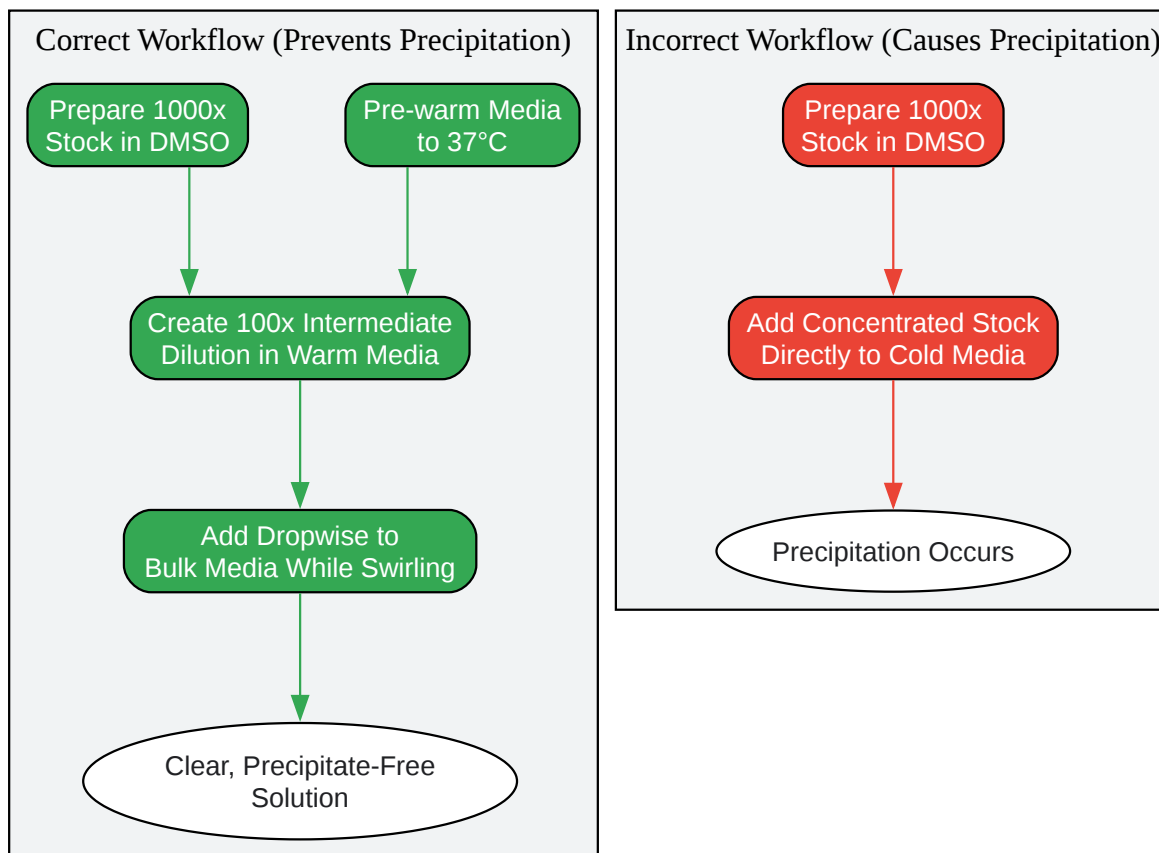 Correct Workflow (Prevents Precipitation)
Prepare 1000x
Stock in DMSO
Pre-warm Media
to 37°C
Create 100x Intermediate
Dilution in Warm Media
Add Dropwise to
Bulk Media While Swirling
Clear, Precipitate-Free
Solution
Incorrect Workflow (Causes Precipitation)
Prepare 1000x
Stock in DMSO
Add Concentrated Stock
Directly to Cold Media
Precipitation Occurs